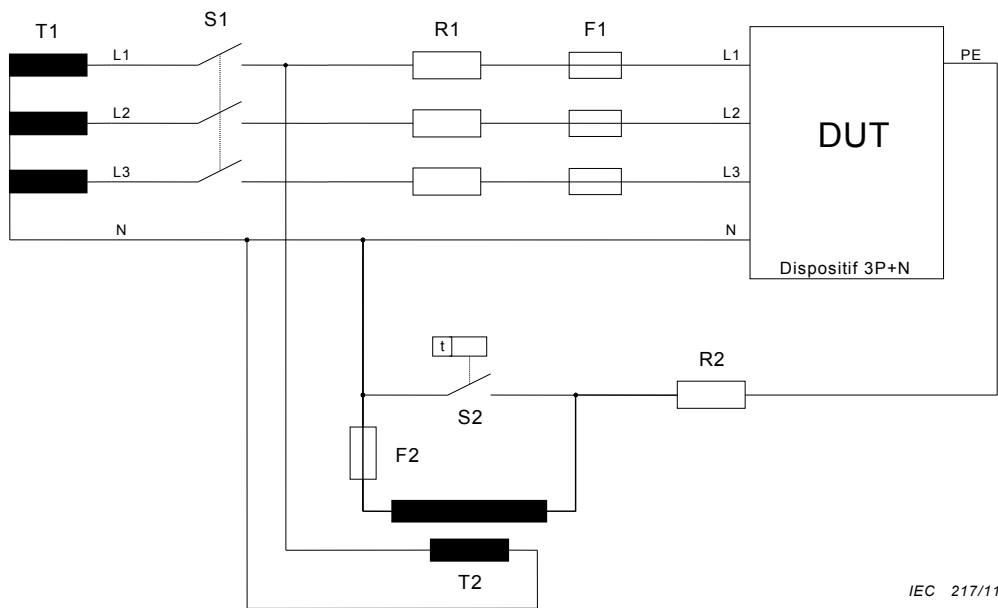 T1
S1
R1
F1
L1
L1
PE
L2
L2
DUT
L3
L3
N
N
Dispositif 3P+N
t
R2
S2
F2
T2
IEC 217/11